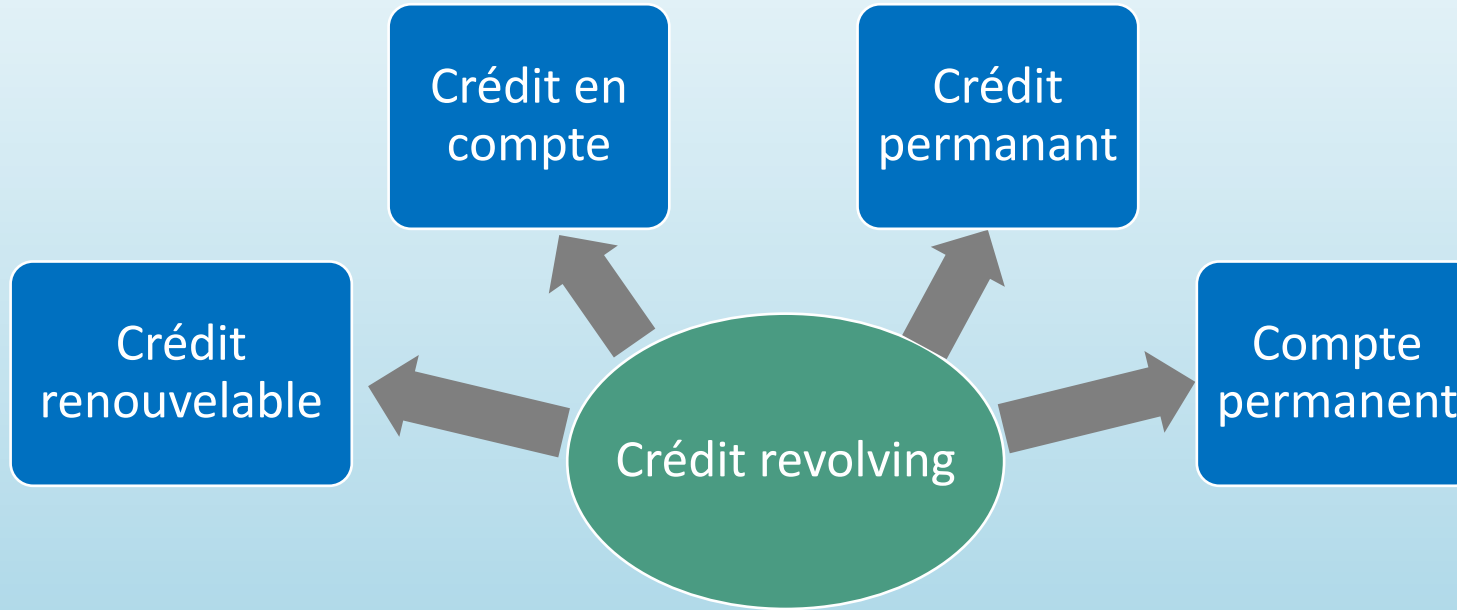 Crédit en
compte
Crédit
permanant
Crédit
renouvelable
Compte
permanent
Crédit revolving